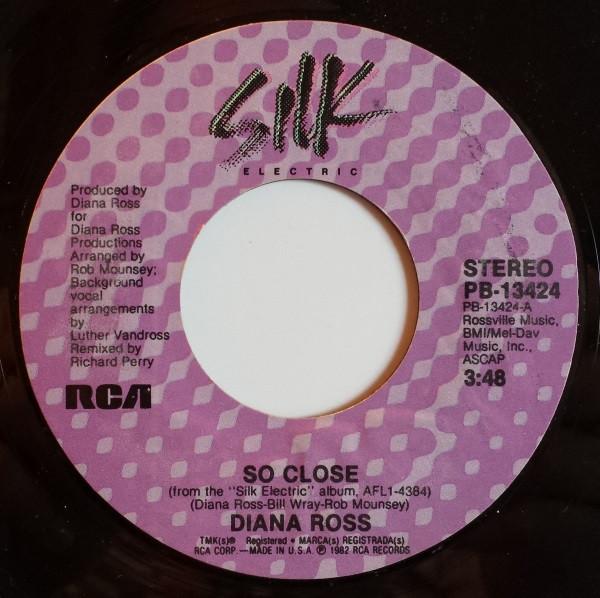 Silk
ELECTRIC
Produced by
Diana Ross
for
Diana Ross
Productions
Arranged by
Rob Mounsey;
Background
vocal
arrangements
by
Luther Vandross
Remixed by
Richard Perry
RCA
STEREO
PB-13424
PB-13424-A
Rossville Music,
BMI/Mel-Dav
Music, Inc.,
ASCAP
3:48
SO CLOSE
(from the "Silk Electric" album, AFL1-4384)
(Diana Ross-Bill Wray-Rob Mounsey)
DIANA ROSS
TMK(s)® Registered • MARCA(s) REGISTRADA(s)
RCA CORP.—MADE IN U.S.A. ℗ 1982 RCA RECORDS